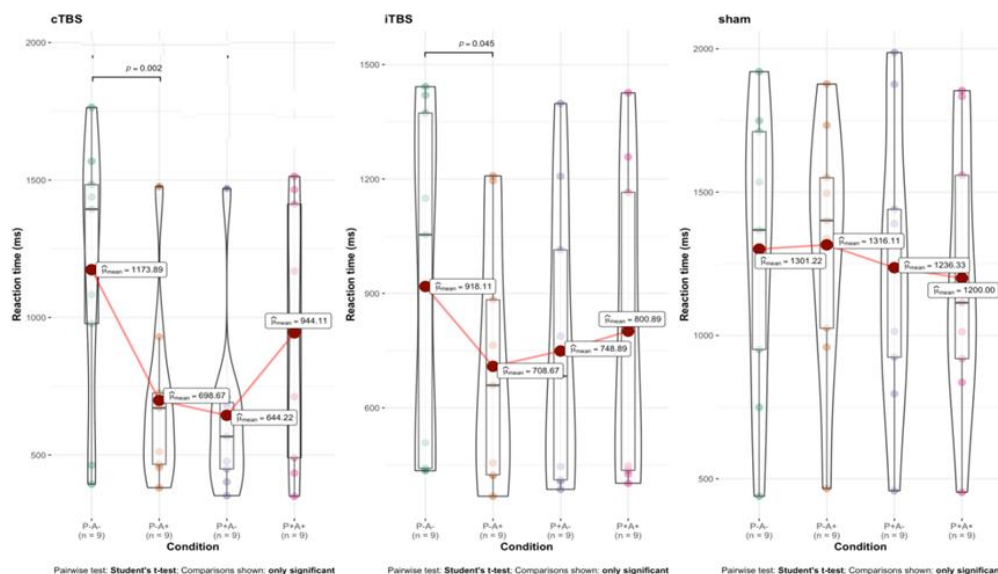 cTBS
Reaction time (ms)
2000
1500
1000
500
p = 0.002
μ̂mean = 1173.89
μ̂mean = 698.67
μ̂mean = 644.22
μ̂mean = 944.11
P-A-
(n = 9)
P-A+
(n = 9)
P+A-
(n = 9)
P+A+
(n = 9)
Condition
Pairwise test: Student's t-test; Comparisons shown: only significant
iTBS
Reaction time (ms)
1500
1200
900
600
p = 0.045
μ̂mean = 918.11
μ̂mean = 708.67
μ̂mean = 748.89
μ̂mean = 800.89
P-A-
(n = 9)
P-A+
(n = 9)
P+A-
(n = 9)
P+A+
(n = 9)
Condition
Pairwise test: Student's t-test; Comparisons shown: only significant
sham
Reaction time (ms)
2000
1500
1000
500
μ̂mean = 1301.22
μ̂mean = 1316.11
μ̂mean = 1236.33
μ̂mean = 1200.00
P-A-
(n = 9)
P-A+
(n = 9)
P+A-
(n = 9)
P+A+
(n = 9)
Condition
Pairwise test: Student's t-test; Comparisons shown: only significant